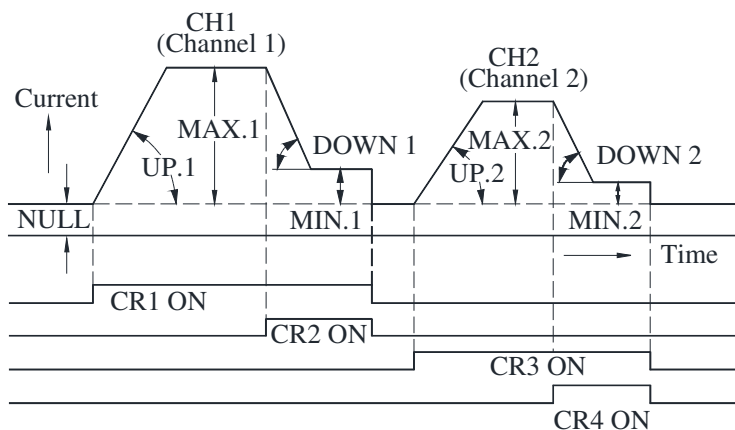 CH1
(Channel 1)
CH2
(Channel 2)
Current
MAX.1
MAX.2
DOWN 1
DOWN 2
UP.1
UP.2
NULL
MIN.1
MIN.2
Time
CR1 ON
CR2 ON
CR3 ON
CR4 ON